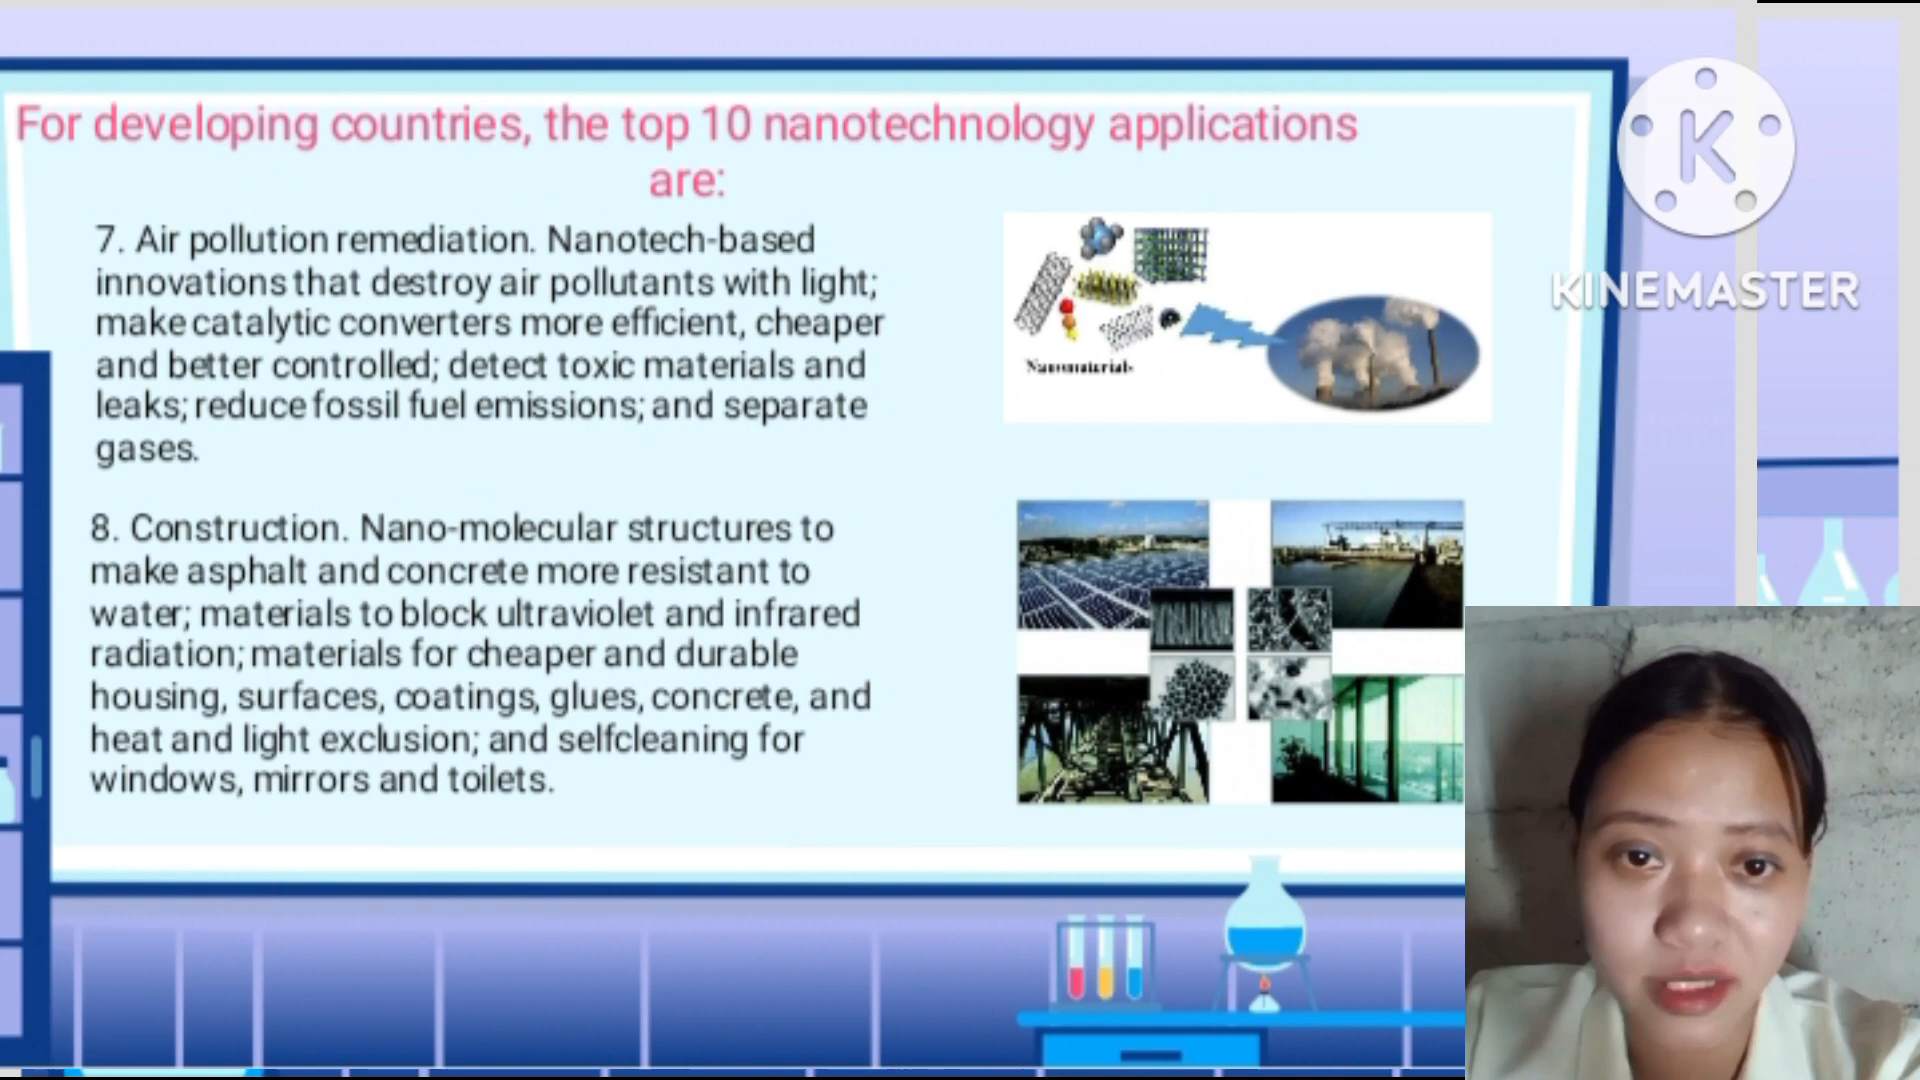 For developing countries, the top 10 nanotechnology applications
are:
7. Air pollution remediation. Nanotech-based
innovations that destroy air pollutants with light;
make catalytic converters more efficient, cheaper
and better controlled; detect toxic materials and
leaks; reduce fossil fuel emissions; and separate
gases.
Nanomaterials
8. Construction. Nano-molecular structures to
make asphalt and concrete more resistant to
water; materials to block ultraviolet and infrared
radiation; materials for cheaper and durable
housing, surfaces, coatings, glues, concrete, and
heat and light exclusion; and selfcleaning for
windows, mirrors and toilets.
K
KINEMASTER